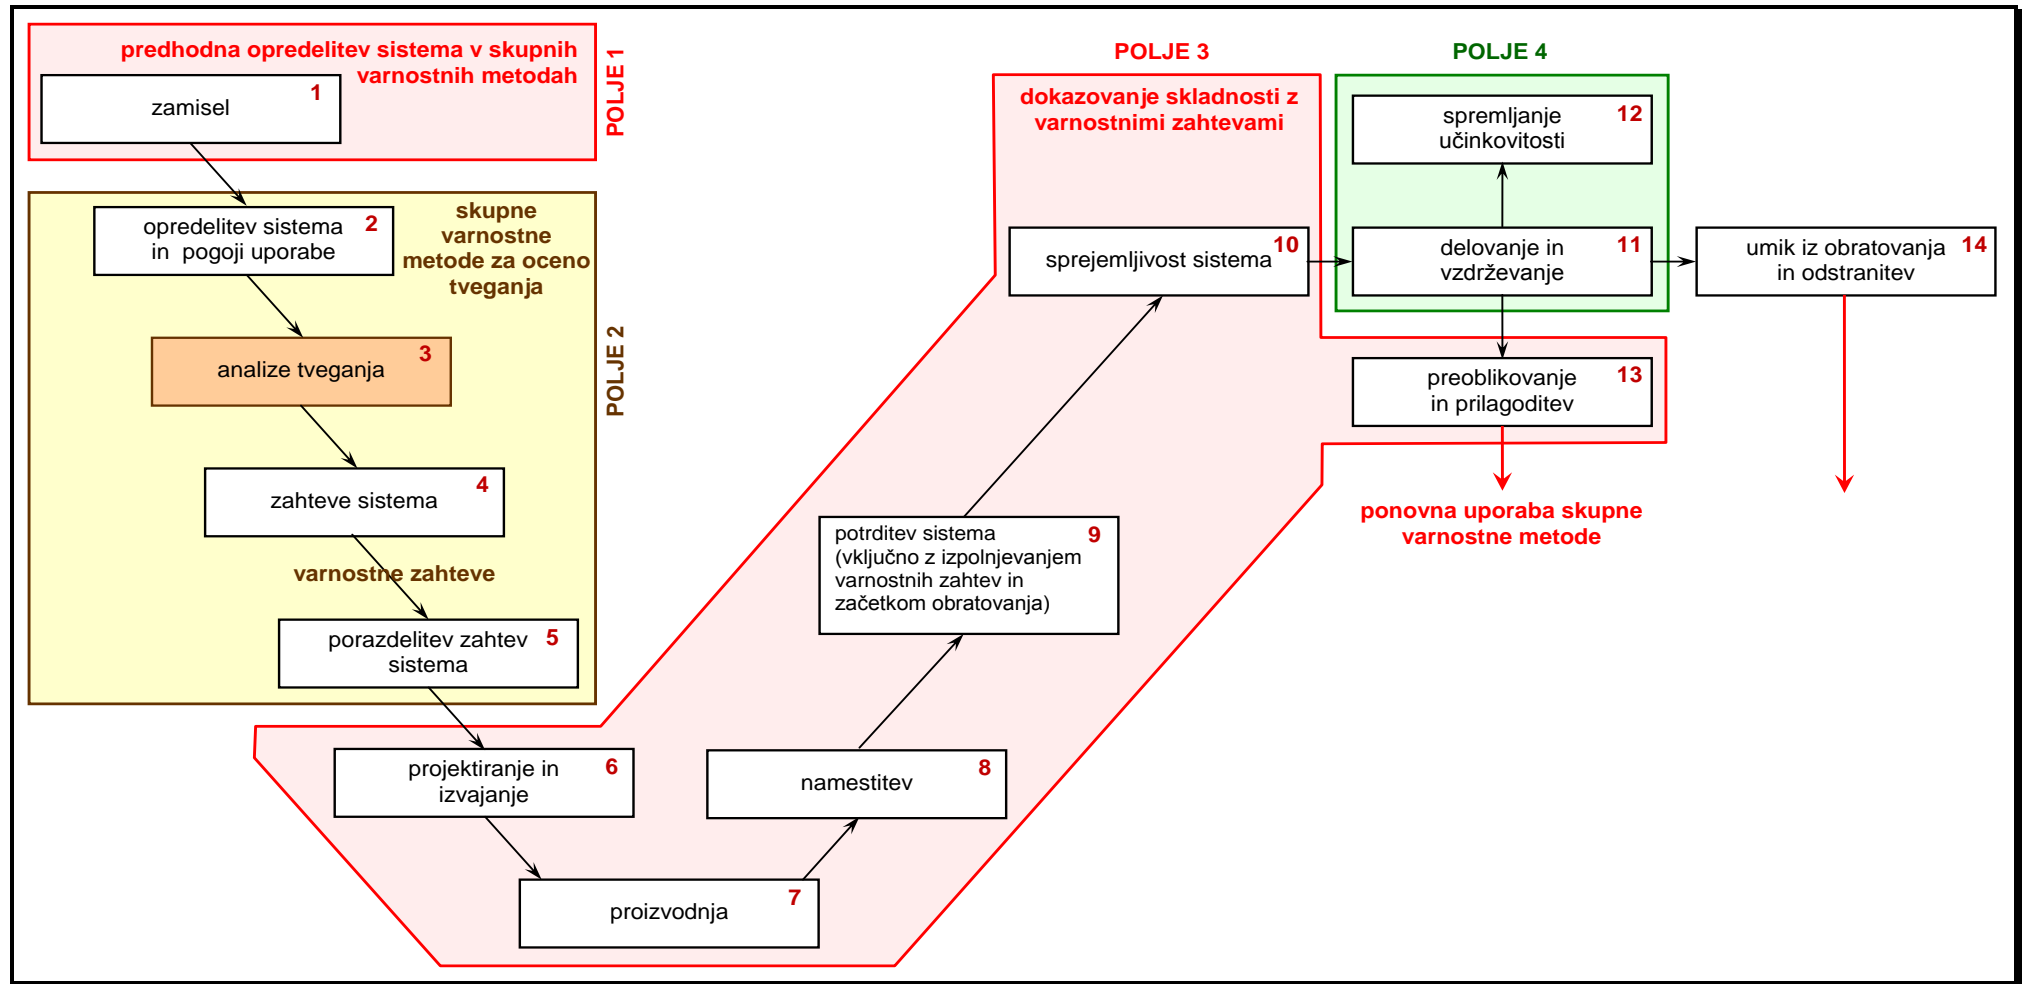 predhodna opredelitev sistema v skupnih
varnostnih metodah
POLJE 1
1
zamisel
skupne
varnostne
metode za oceno
tveganja
POLJE 2
2
opredelitev sistema
in pogoji uporabe
3
analize tveganja
4
zahteve sistema
varnostne zahteve
5
porazdelitev zahtev
sistema
6
projektiranje in
izvajanje
7
proizvodnja
8
namestitev
9
potrditev sistema
(vključno z izpolnjevanjem
varnostnih zahtev in
začetkom obratovanja)
POLJE 3
dokazovanje skladnosti z
varnostnimi zahtevami
10
sprejemljivost sistema
POLJE 4
12
spremljanje
učinkovitosti
11
delovanje in
vzdrževanje
13
preoblikovanje
in prilagoditev
14
umik iz obratovanja
in odstranitev
ponovna uporaba skupne
varnostne metode